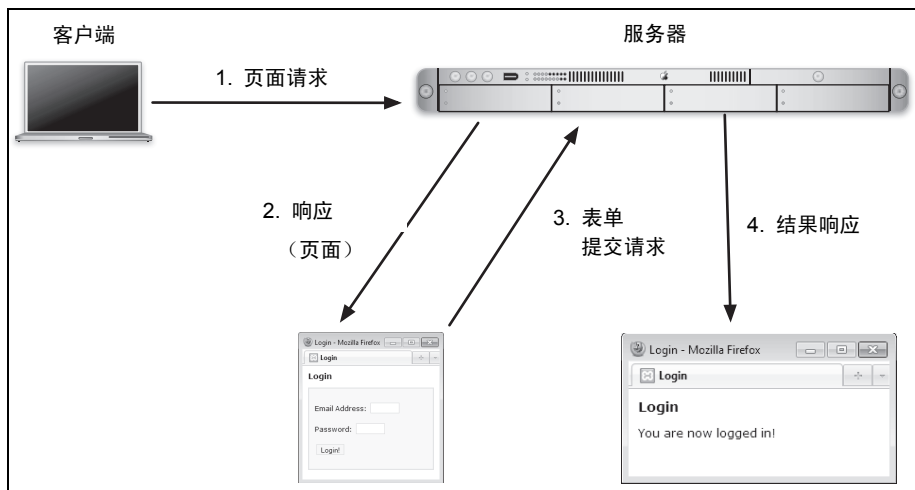 客户端
服务器
1. 页面请求
2. 响应
（页面）
3. 表单
提交请求
4. 结果响应
Login - Mozilla Firefox
Login
Login
Email Address:
Password:
Login!
Login - Mozilla Firefox
Login
Login
You are now logged in!